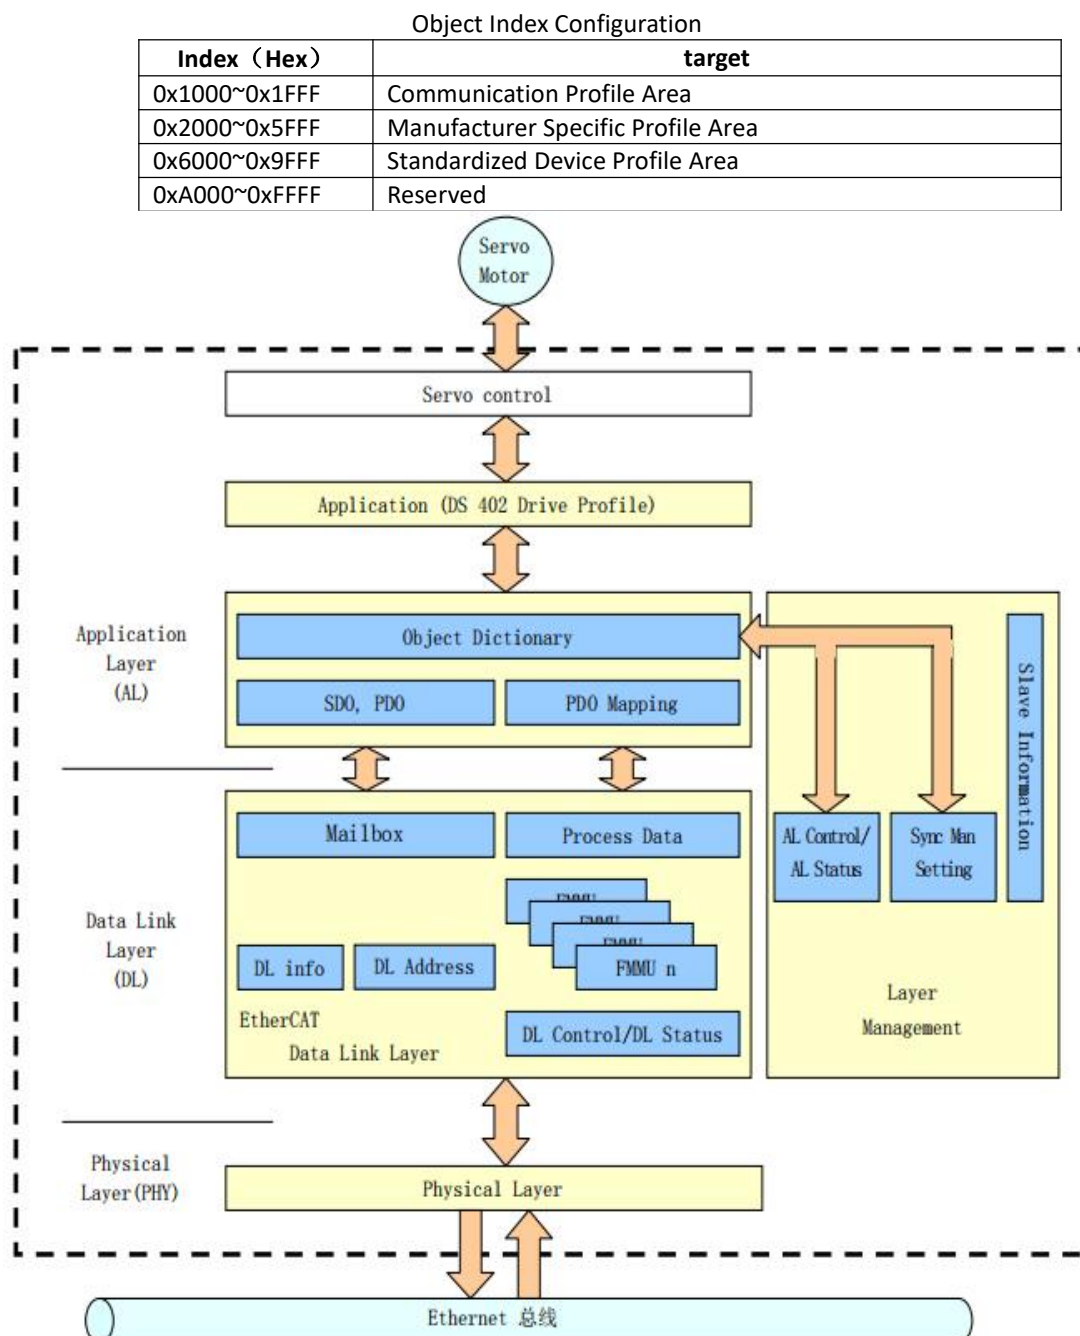 Object Index Configuration
Index（Hex） target
0x1000~0x1FFF Communication Profile Area
0x2000~0x5FFF Manufacturer Specific Profile Area
0x6000~0x9FFF Standardized Device Profile Area
0xA000~0xFFFF Reserved
Servo
Motor
Servo control
Application (DS 402 Drive Profile)
Application
Layer
(AL)
Object Dictionary
SDO, PDO
PDO Mapping
Slave Information
Mailbox
Process Data
AL Control/
AL Status
Sync Man
Setting
Data Link
Layer
(DL)
FMMU
FMMU
FMMU
FMMU n
DL info
DL Address
EtherCAT
Data Link Layer
DL Control/DL Status
Layer
Management
Physical
Layer(PHY)
Physical Layer
Ethernet 总线